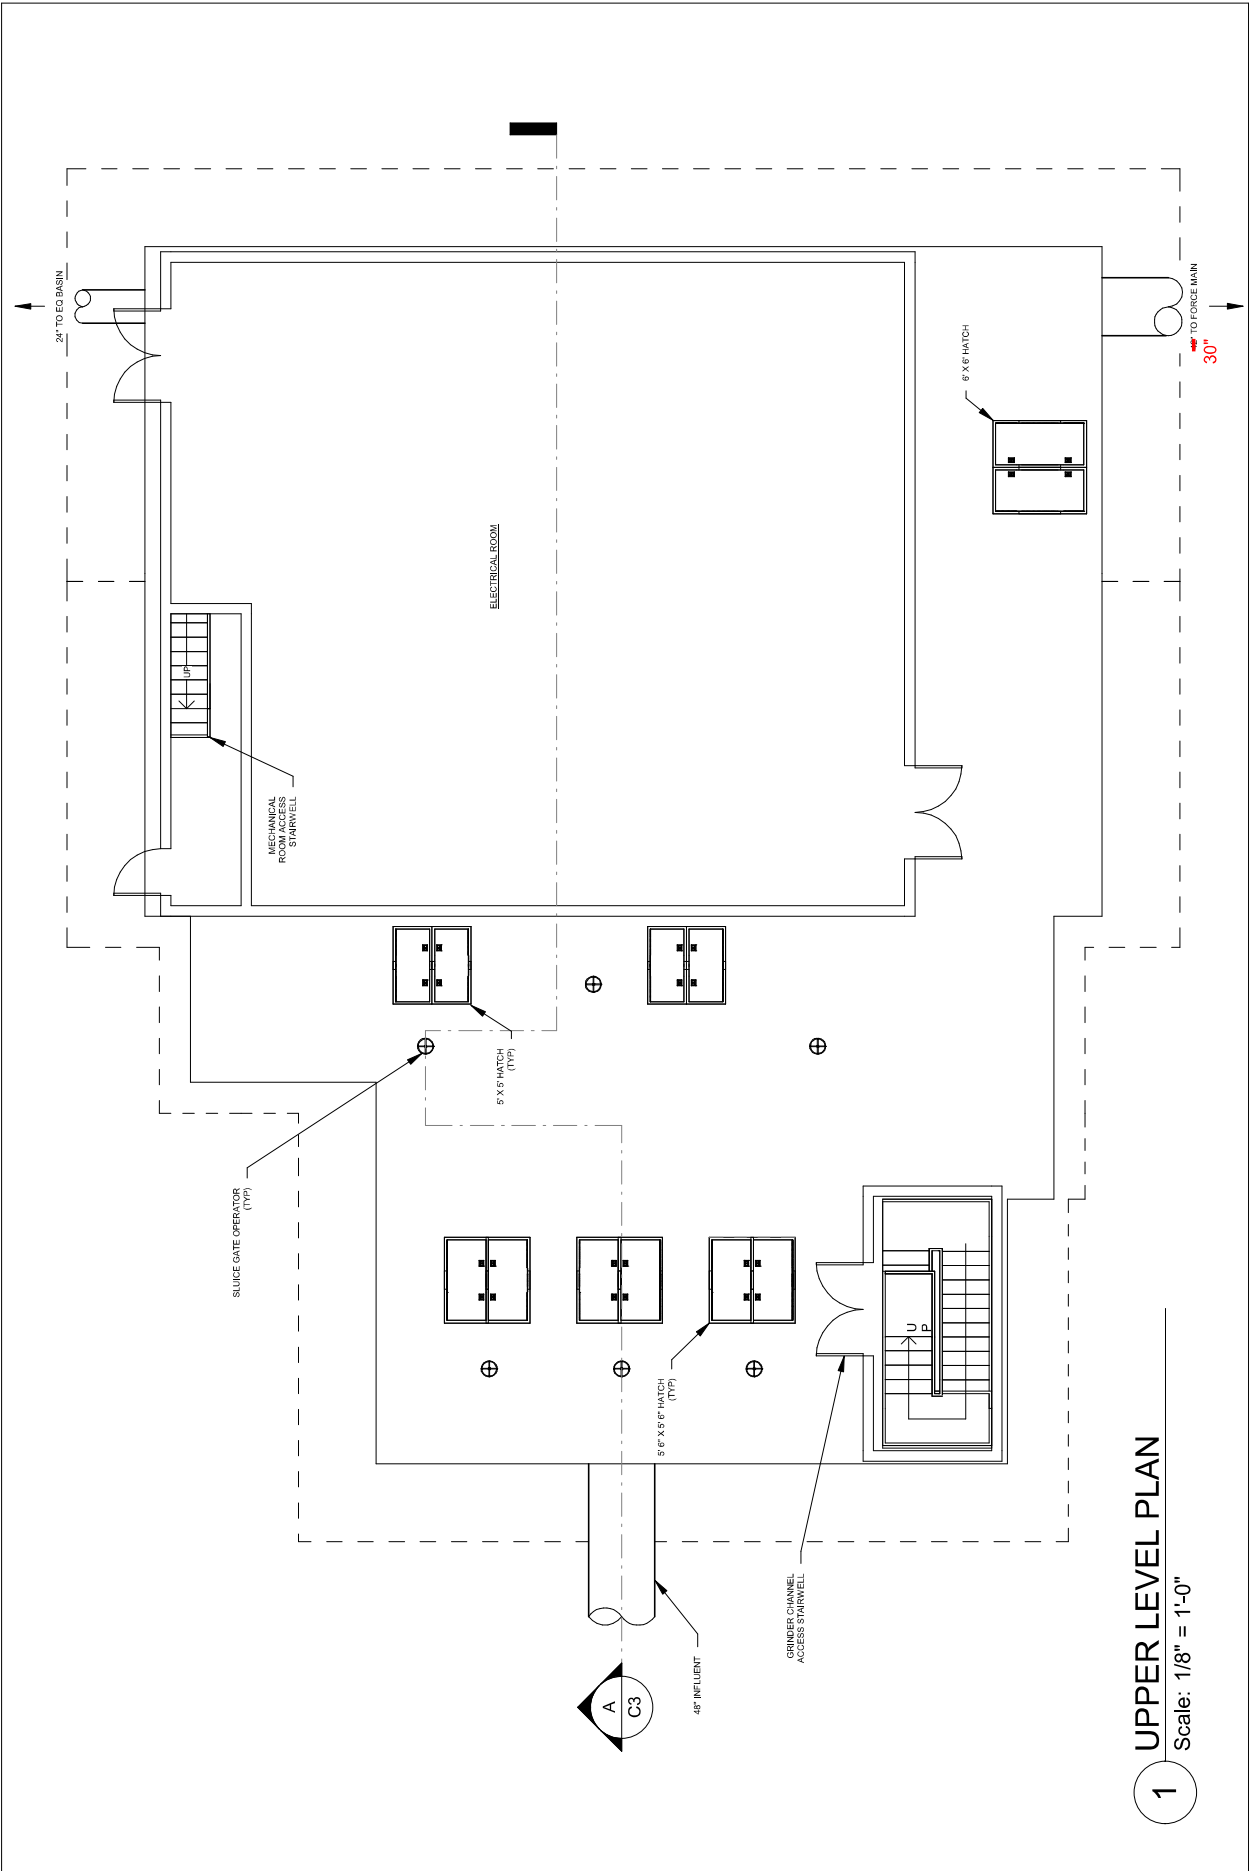 24" TO EQ BASIN
UP
SLUICE GATE OPERATOR
(TYP)
MECHANICAL
ROOM ACCESS
STAIRWELL
ELECTRICAL ROOM
5' X 5' HATCH
(TYP)
A
C3
5' 6" X 5' 6" HATCH
(TYP)
48" INFLUENT
GRINDER CHANNEL
ACCESS STAIRWELL
UP
6' X 6' HATCH
TO FORCE MAIN
30"
1
UPPER LEVEL PLAN
Scale: 1/8" = 1'-0"